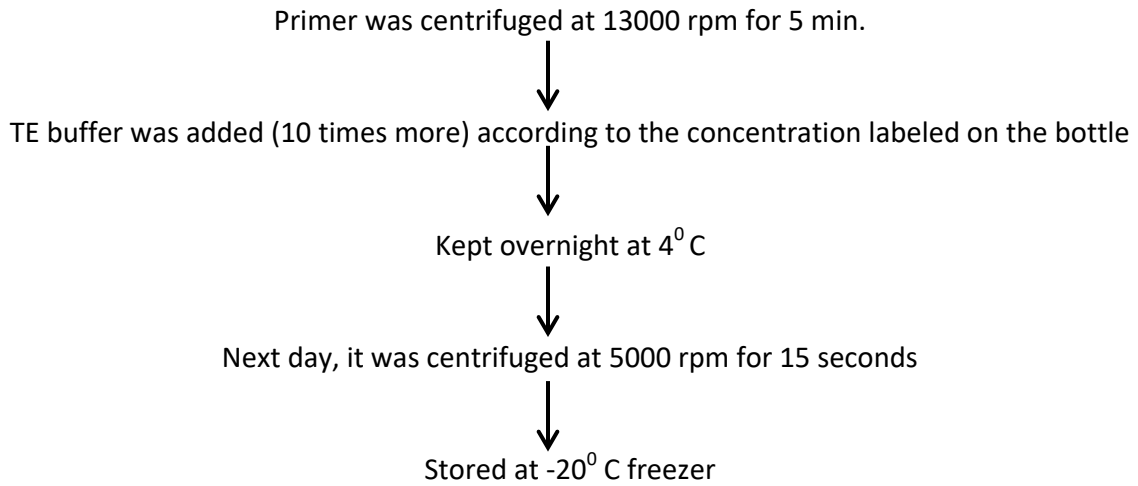 Primer was centrifuged at 13000 rpm for 5 min.
TE buffer was added (10 times more) according to the concentration labeled on the bottle
Kept overnight at 4⁰ C
Next day, it was centrifuged at 5000 rpm for 15 seconds
Stored at -20⁰ C freezer